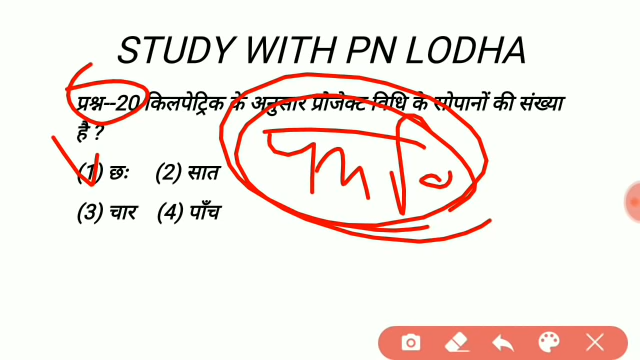 STUDY WITH PN LODHA
प्रश्न--20 किलपेट्रिक के अनुसार प्रोजेक्ट विधि के सोपानों की संख्या
है ?
(1) छः (2) सात
(3) चार (4) पाँच